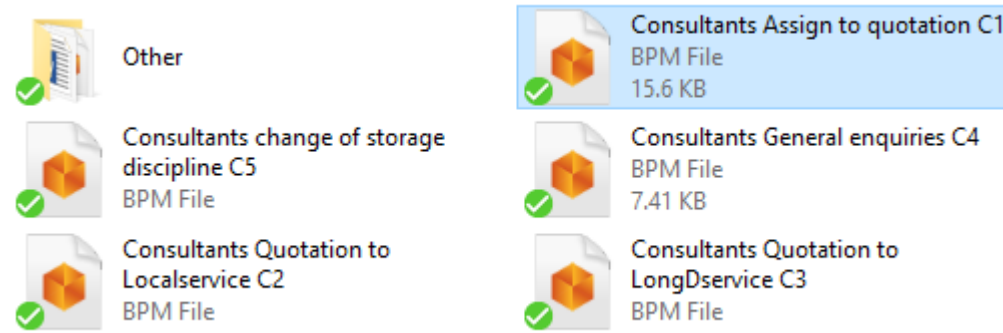 Other
Consultants Assign to quotation C1
BPM File
15.6 KB
Consultants change of storage
discipline C5
BPM File
Consultants General enquiries C4
BPM File
7.41 KB
Consultants Quotation to
Localservice C2
BPM File
Consultants Quotation to
LongDservice C3
BPM File